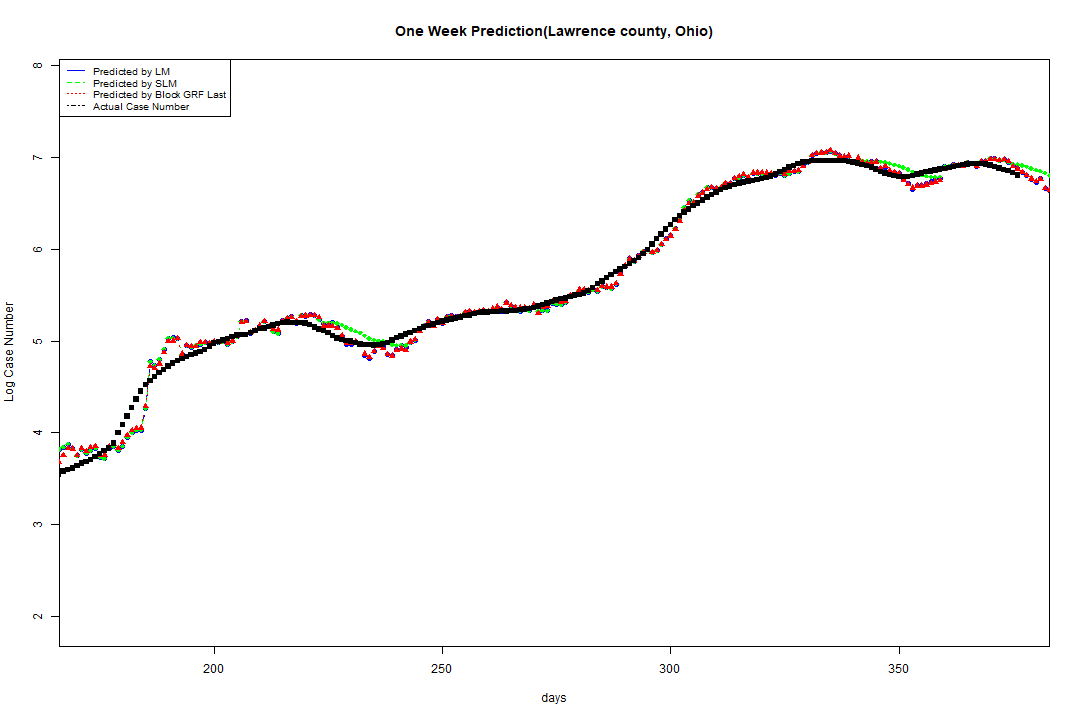 One Week Prediction(Lawrence county, Ohio)
Predicted by LM
Predicted by SLM
Predicted by Block GRF Last
Actual Case Number
8
7
6
5
4
3
2
Log Case Number
200 250 300 350
days